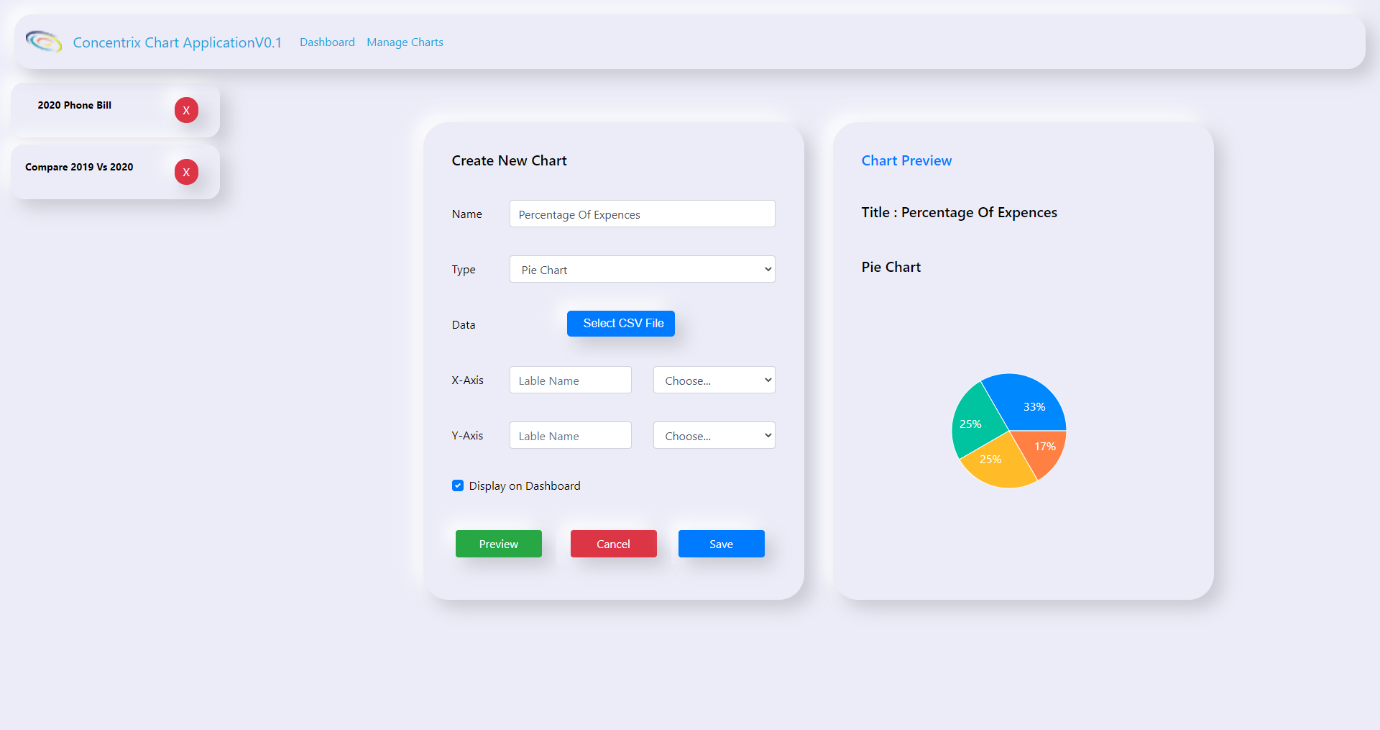 Concentrix Chart ApplicationV0.1 Dashboard Manage Charts
2020 Phone Bill X
Compare 2019 Vs 2020 X
Create New Chart
Name Percentage Of Expences
Type Pie Chart
Data Select CSV File
X-Axis Lable Name Choose...
Y-Axis Lable Name Choose...
Display on Dashboard
Preview Cancel Save
Chart Preview
Title : Percentage Of Expences
Pie Chart
33%
25%
17%
25%